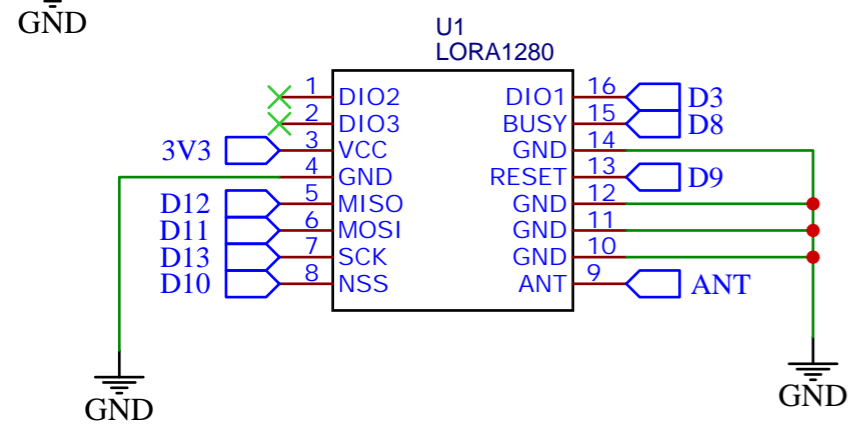 GND
U1
LORA1280
1 DIO2 DIO1 16 D3
2 DIO3 BUSY 15 D8
3V3 3 VCC GND 14
4 GND RESET 13 D9
D12 5 MISO GND 12
D11 6 MOSI GND 11
D13 7 SCK GND 10
D10 8 NSS ANT 9 ANT
GND GND